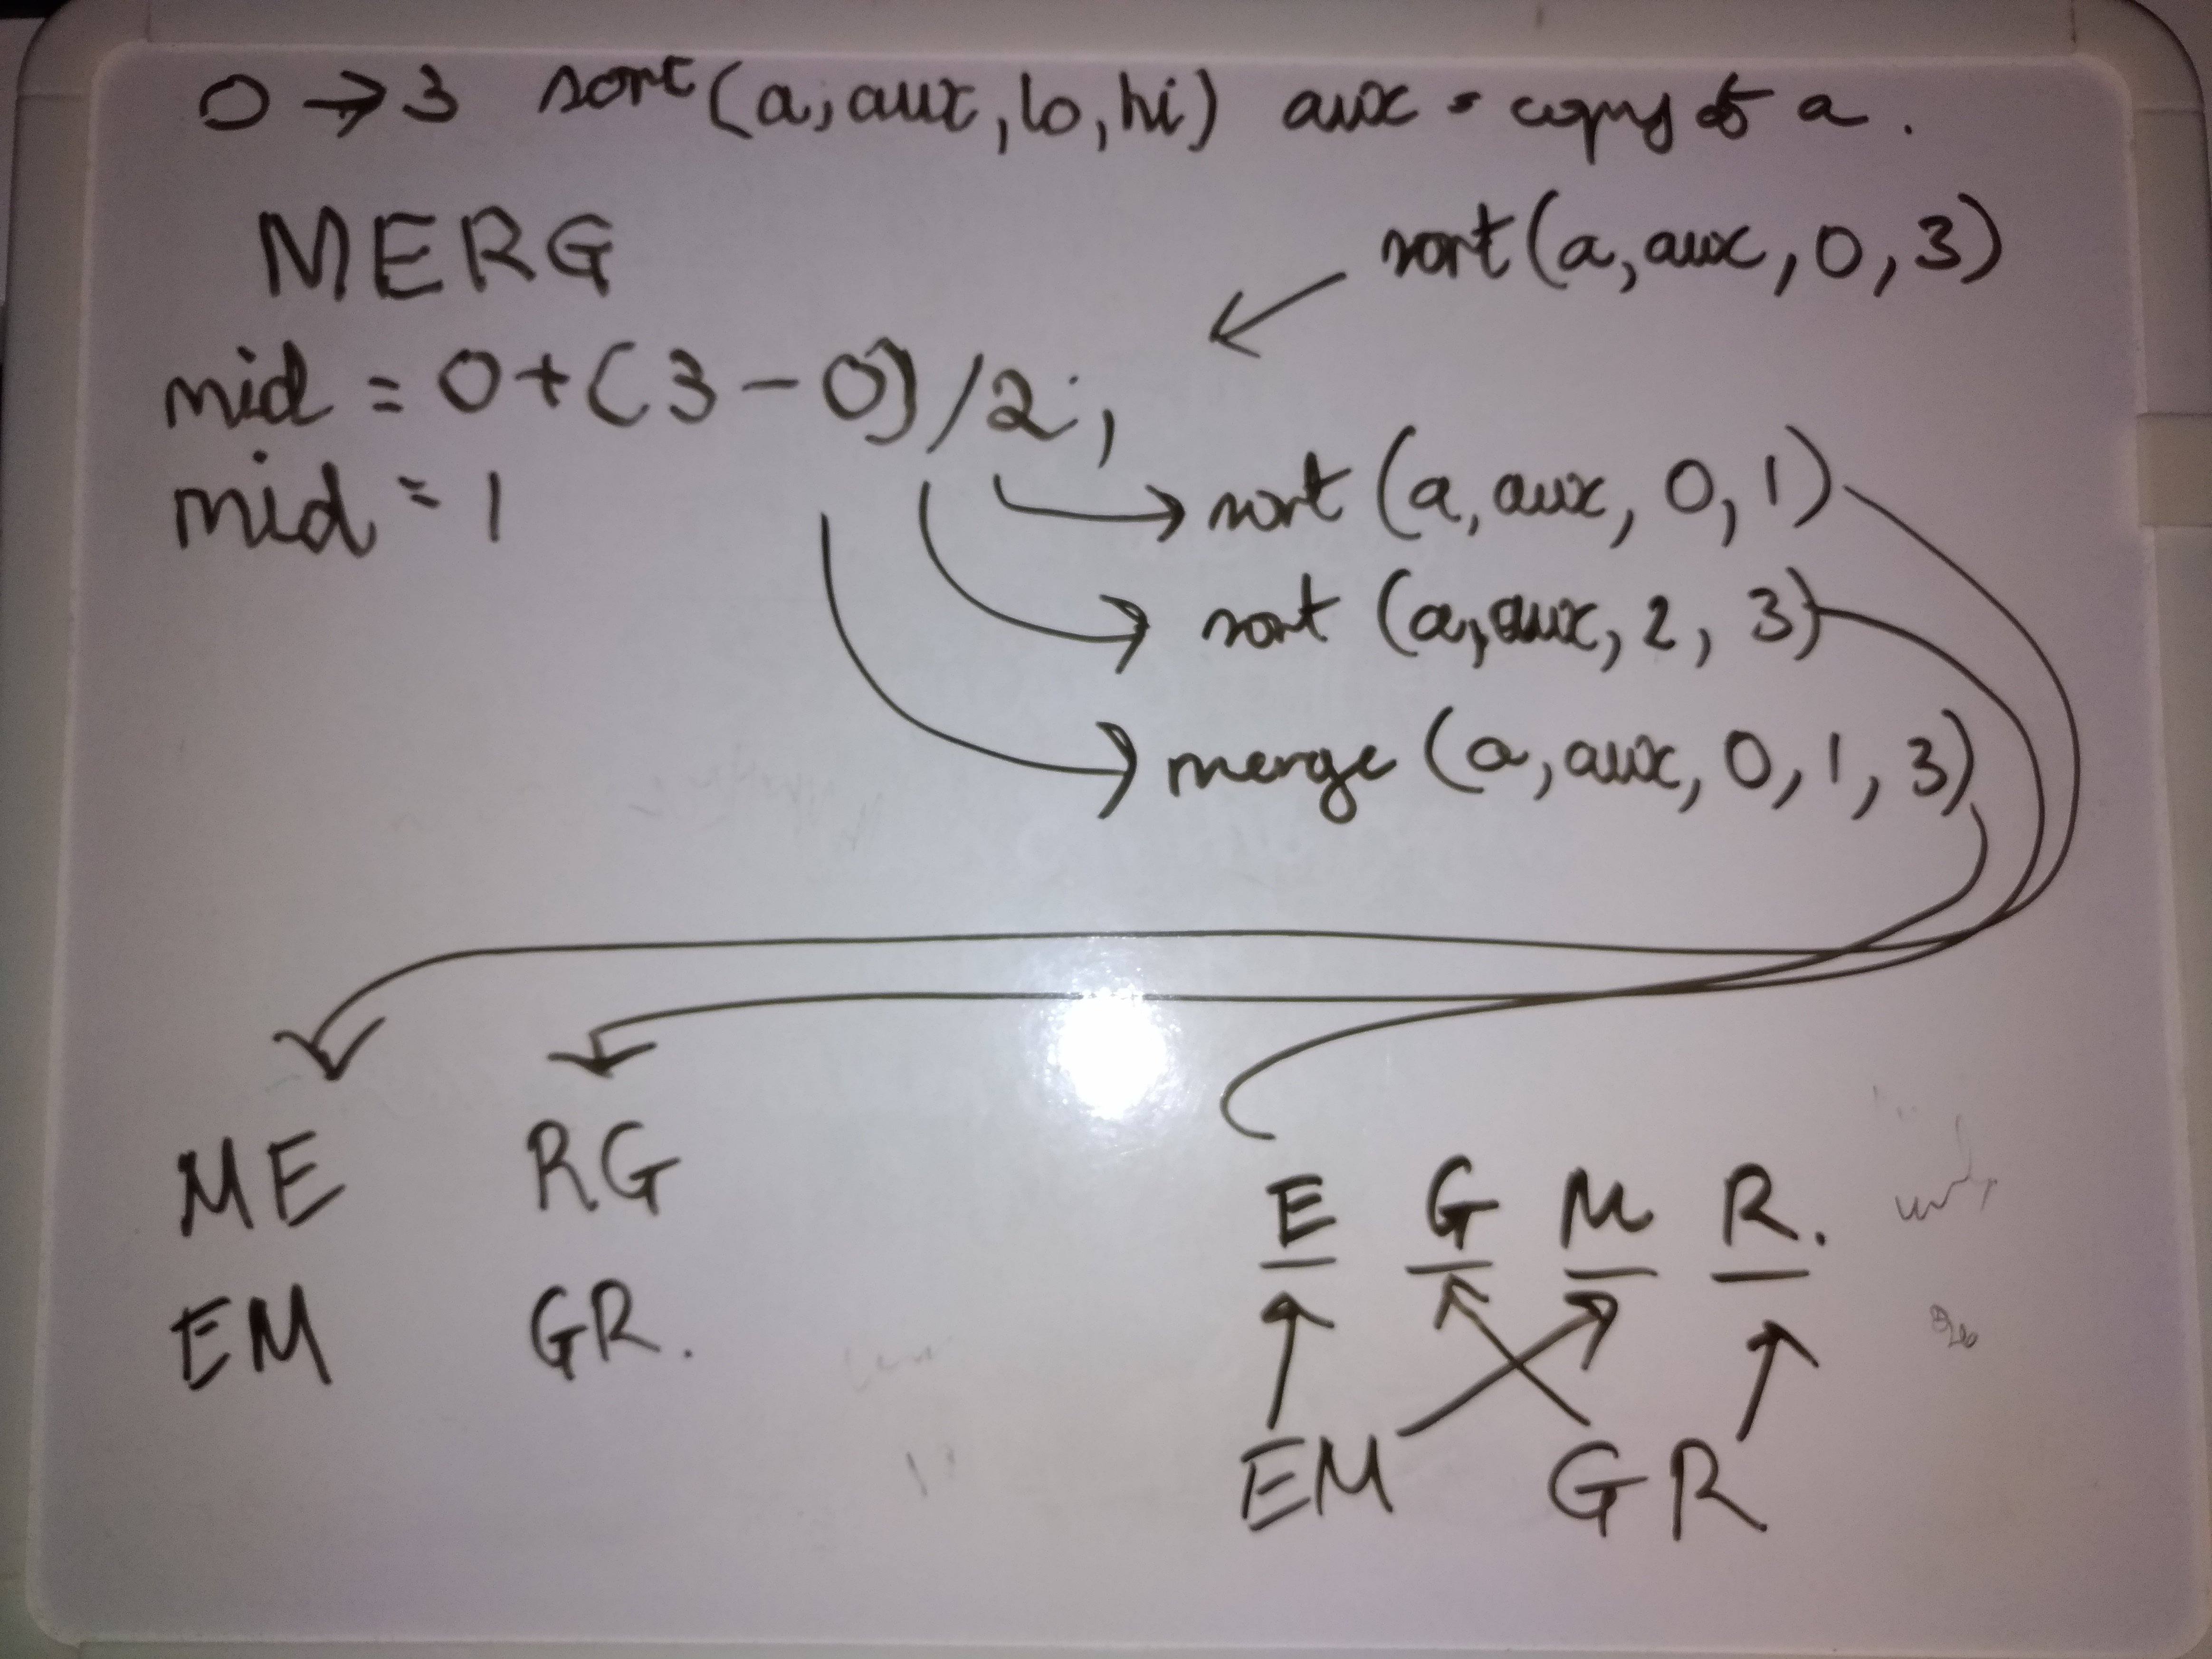 0 → 3 sort(a, aux, lo, hi) aux = copy of a.
MERG
sort(a, aux, 0, 3)
mid = 0+(3-0)/2;
mid = 1
sort (a, aux, 0, 1)
sort (a, aux, 2, 3)
merge (a, aux, 0, 1, 3)
ME RG
EM GR.
E G M R.
EM GR